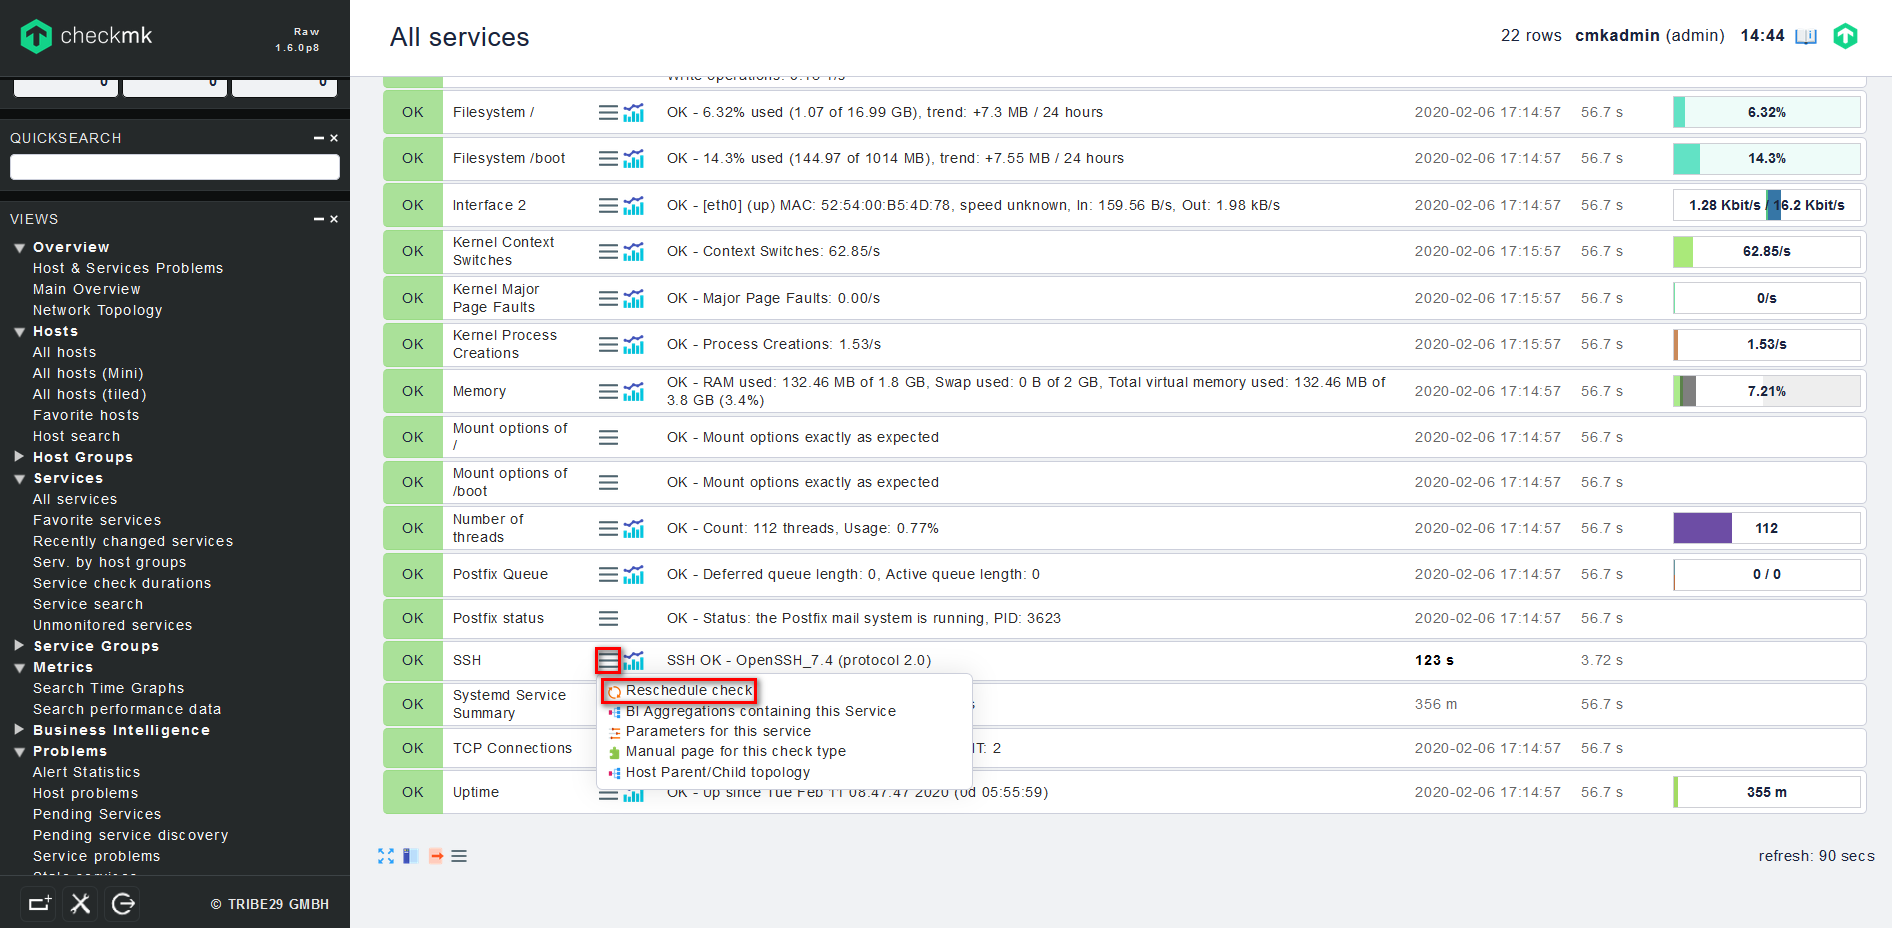 checkmk
Raw
1.6.0p8
All services
22 rows cmkadmin (admin) 14:44
0 0 0
QUICKSEARCH
VIEWS
Overview
Host & Services Problems
Main Overview
Network Topology
Hosts
All hosts
All hosts (Mini)
All hosts (tiled)
Favorite hosts
Host search
Host Groups
Services
All services
Favorite services
Recently changed services
Serv. by host groups
Service check durations
Service search
Unmonitored services
Service Groups
Metrics
Search Time Graphs
Search performance data
Business Intelligence
Problems
Alert Statistics
Host problems
Pending Services
Pending service discovery
Service problems
Stale services
© TRIBE29 GMBH
Write operations:
OK Filesystem / OK - 6.32% used (1.07 of 16.99 GB), trend: +7.3 MB / 24 hours 2020-02-06 17:14:57 56.7 s 6.32%
OK Filesystem /boot OK - 14.3% used (144.97 of 1014 MB), trend: +7.55 MB / 24 hours 2020-02-06 17:14:57 56.7 s 14.3%
OK Interface 2 OK - [eth0] (up) MAC: 52:54:00:B5:4D:78, speed unknown, In: 159.56 B/s, Out: 1.98 kB/s 2020-02-06 17:14:57 56.7 s 1.28 Kbit/s / 16.2 Kbit/s
OK Kernel Context
Switches OK - Context Switches: 62.85/s 2020-02-06 17:15:57 56.7 s 62.85/s
OK Kernel Major
Page Faults OK - Major Page Faults: 0.00/s 2020-02-06 17:15:57 56.7 s 0/s
OK Kernel Process
Creations OK - Process Creations: 1.53/s 2020-02-06 17:15:57 56.7 s 1.53/s
OK Memory OK - RAM used: 132.46 MB of 1.8 GB, Swap used: 0 B of 2 GB, Total virtual memory used: 132.46 MB of
3.8 GB (3.4%) 2020-02-06 17:14:57 56.7 s 7.21%
OK Mount options of
/ OK - Mount options exactly as expected 2020-02-06 17:14:57 56.7 s
OK Mount options of
/boot OK - Mount options exactly as expected 2020-02-06 17:14:57 56.7 s
OK Number of
threads OK - Count: 112 threads, Usage: 0.77% 2020-02-06 17:14:57 56.7 s 112
OK Postfix Queue OK - Deferred queue length: 0, Active queue length: 0 2020-02-06 17:14:57 56.7 s 0 / 0
OK Postfix status OK - Status: the Postfix mail system is running, PID: 3623 2020-02-06 17:14:57 56.7 s
OK SSH SSH OK - OpenSSH_7.4 (protocol 2.0) 123 s 3.72 s
Reschedule check
BI Aggregations containing this Service
Parameters for this service
Manual page for this check type
Host Parent/Child topology
OK Systemd Service
Summary 356 m 56.7 s
OK TCP Connections 2 2020-02-06 17:14:57 56.7 s
OK Uptime OK - Up since Tue Feb 11 08:47:47 2020 (0d 05:55:59) 2020-02-06 17:14:57 56.7 s 355 m
refresh: 90 secs